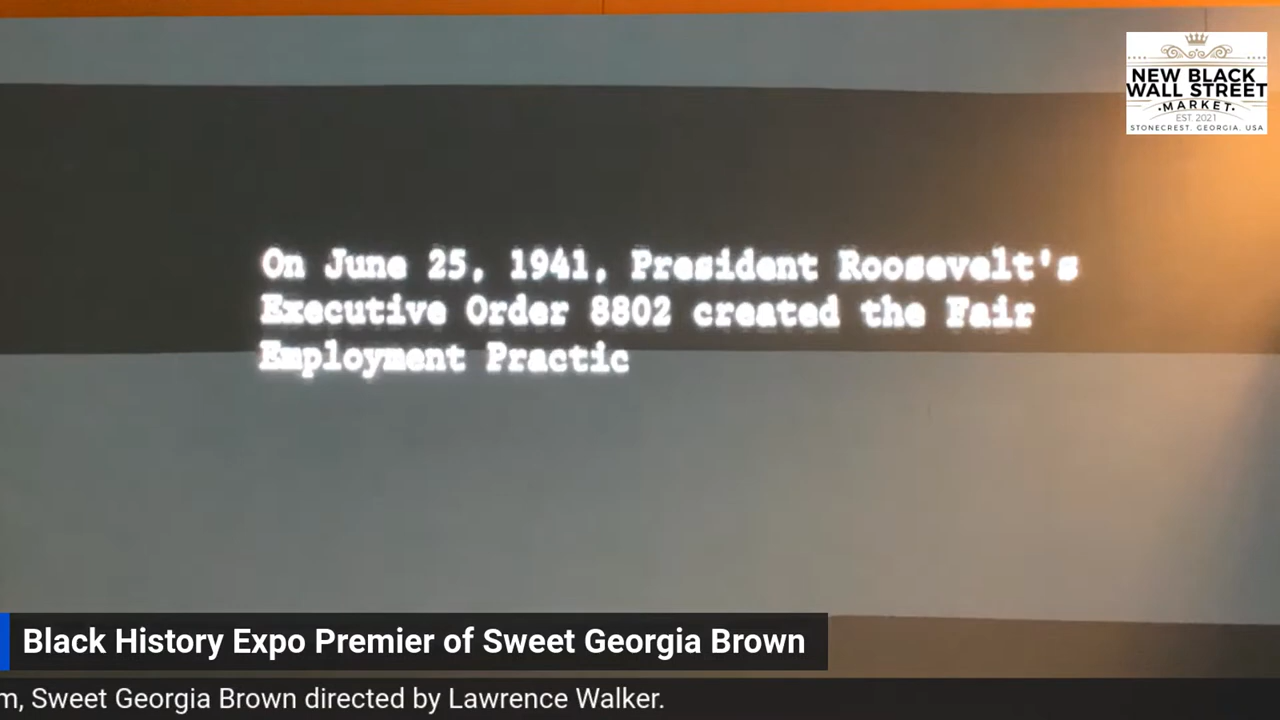 NEW BLACK
WALL STREET
MARKET
EST. 2021
STONECREST, GEORGIA, USA
On June 25, 1941, President Roosevelt's
Executive Order 8802 created the Fair
Employment Practic
Black History Expo Premier of Sweet Georgia Brown
m, Sweet Georgia Brown directed by Lawrence Walker.